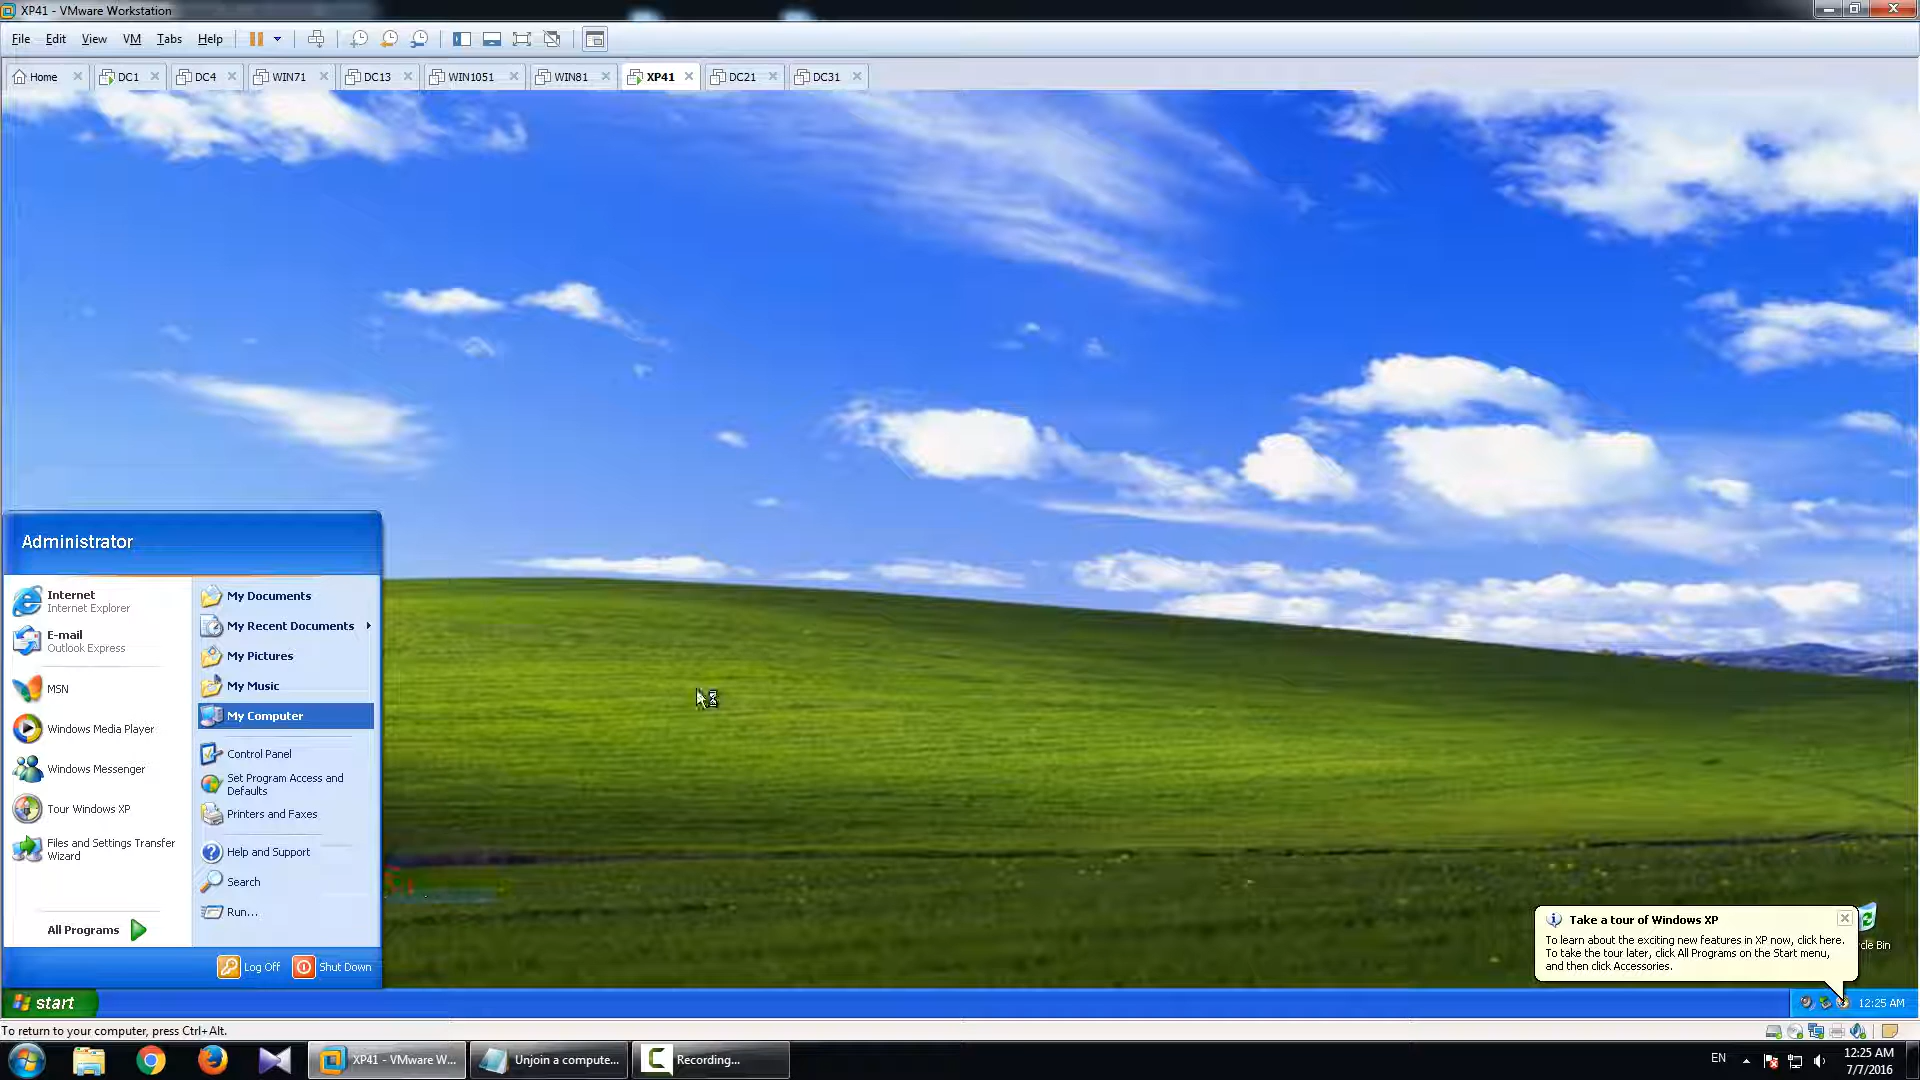 XP41 - VMware Workstation
File Edit View VM Tabs Help
Home DC1 DC4 WIN71 DC13 WIN1051 WIN81 XP41 DC21 DC31
Administrator
Internet
Internet Explorer
E-mail
Outlook Express
MSN
Windows Media Player
Windows Messenger
Tour Windows XP
Files and Settings Transfer
Wizard
All Programs
My Documents
My Recent Documents
My Pictures
My Music
My Computer
Control Panel
Set Program Access and
Defaults
Printers and Faxes
Help and Support
Search
Run...
Log Off Shut Down
Take a tour of Windows XP
To learn about the exciting new features in XP now, click here.
To take the tour later, click All Programs on the Start menu,
and then click Accessories.
cle Bin
start
12:25 AM
To return to your computer, press Ctrl+Alt.
XP41 - VMware W...
Unjoin a compute...
Recording...
EN
12:25 AM
7/7/2016